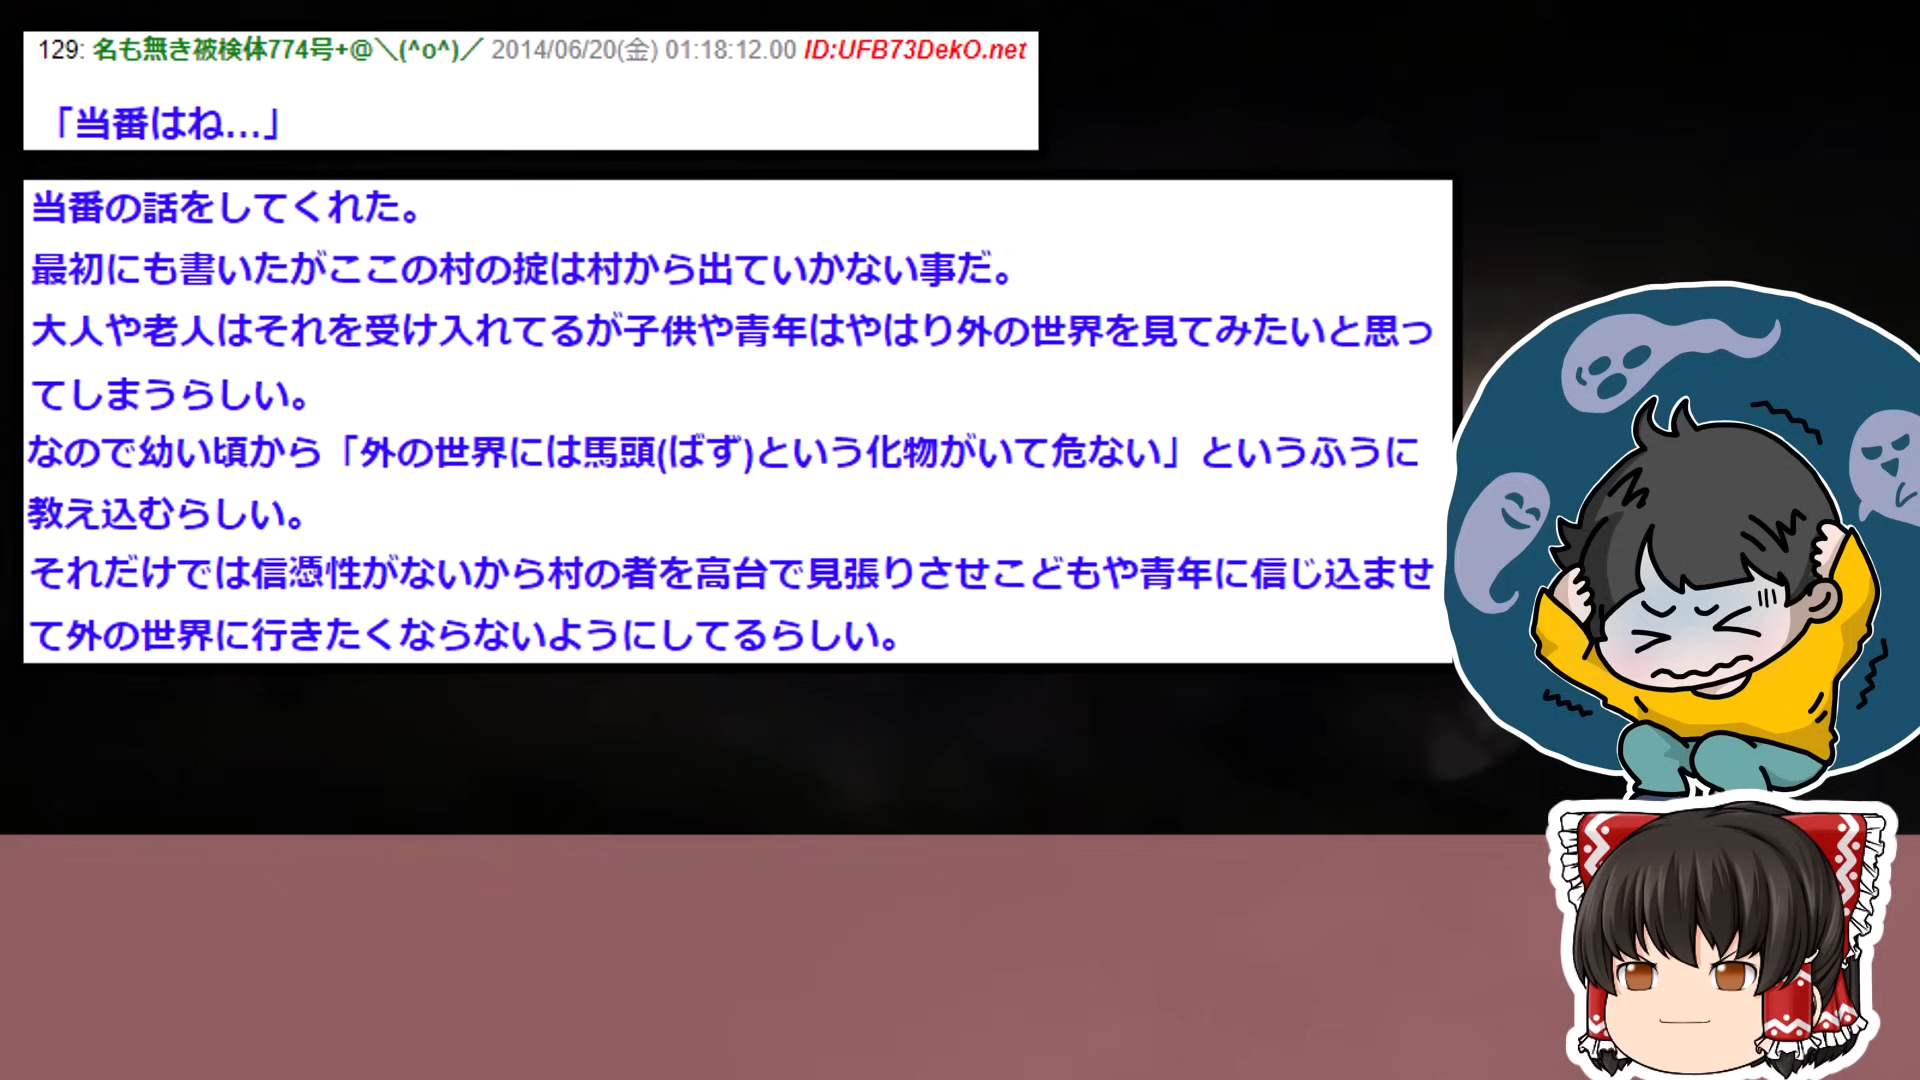 129: 名も無き被検体774号+@＼(^o^)／ 2014/06/20(金) 01:18:12.00 ID:UFB73DekO.net
「当番はね…」
当番の話をしてくれた。
最初にも書いたがここの村の掟は村から出ていかない事だ。
大人や老人はそれを受け入れてるが子供や青年はやはり外の世界を見てみたいと思っ
てしまうらしい。
なので幼い頃から「外の世界には馬頭(ばず)という化物がいて危ない」というふうに
教え込むらしい。
それだけでは信憑性がないから村の者を高台で見張りさせこどもや青年に信じ込ませ
て外の世界に行きたくならないようにしてるらしい。